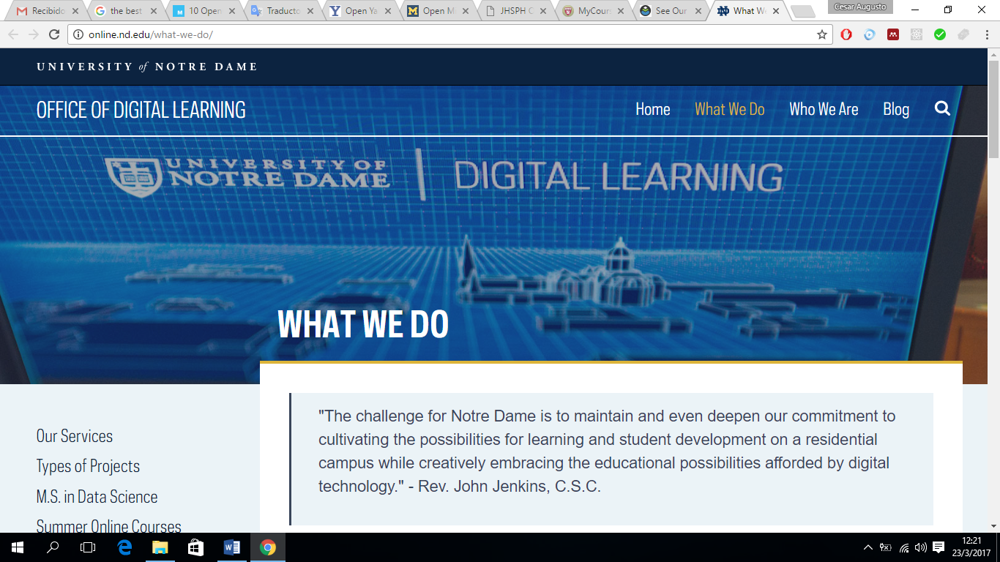 Recibido
the best
10 Open
Traducto
Open Ya
Open M
JHSPH C
MyCour
See Our
What We
Cesar Augusto
online.nd.edu/what-we-do/
UNIVERSITY of NOTRE DAME
OFFICE OF DIGITAL LEARNING
Home
What We Do
Who We Are
Blog
UNIVERSITY OF
NOTRE DAME
DIGITAL LEARNING
WHAT WE DO
"The challenge for Notre Dame is to maintain and even deepen our commitment to
cultivating the possibilities for learning and student development on a residential
campus while creatively embracing the educational possibilities afforded by digital
technology." - Rev. John Jenkins, C.S.C.
Our Services
Types of Projects
M.S. in Data Science
Summer Online Courses
12:21
23/3/2017